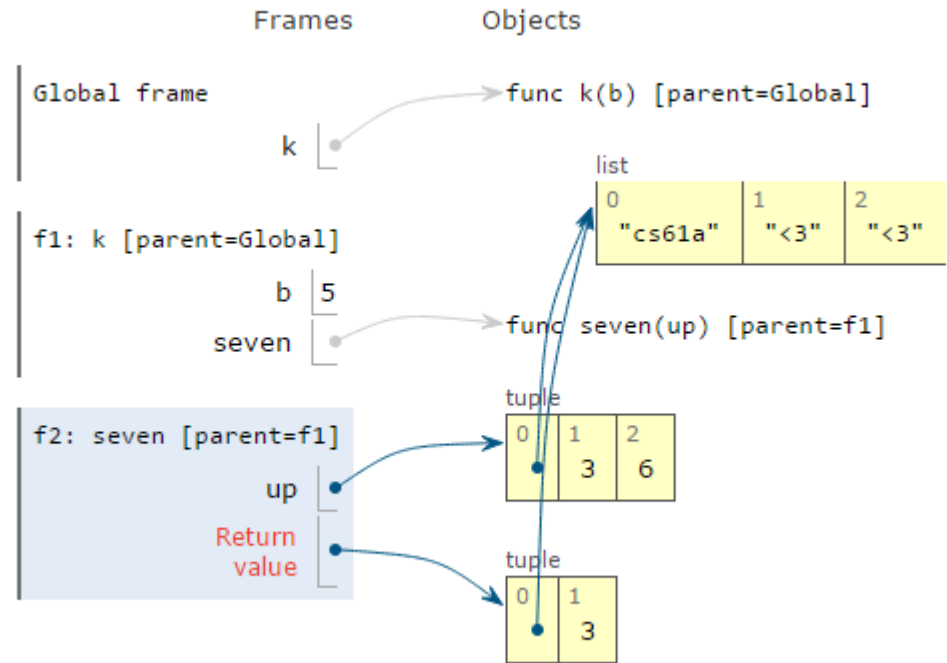 Frames Objects
Global frame
func k(b) [parent=Global]
k
list
0 1 2
"cs61a" "<3" "<3"
f1: k [parent=Global]
b 5
func seven(up) [parent=f1]
seven
tuple
f2: seven [parent=f1]
0 1 2
3 6
up
Return
value
tuple
0 1
3